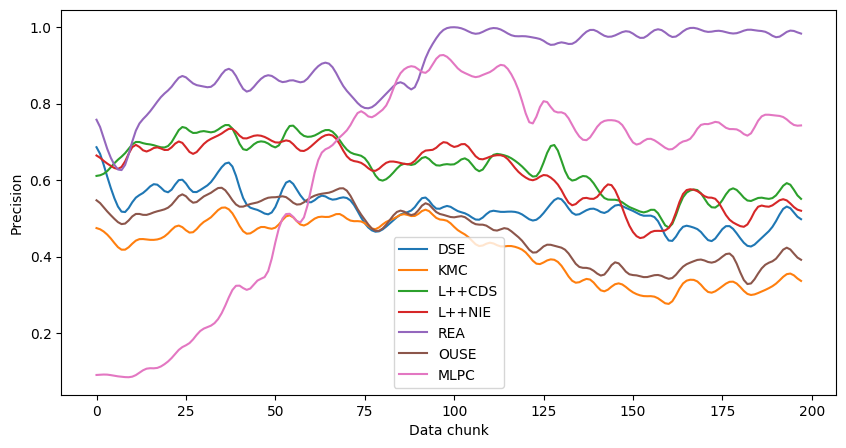 1.0
0.8
0.6
0.4
0.2
Precision
DSE
KMC
L++CDS
L++NIE
REA
OUSE
MLPC
0 25 50 75 100 125 150 175 200
Data chunk